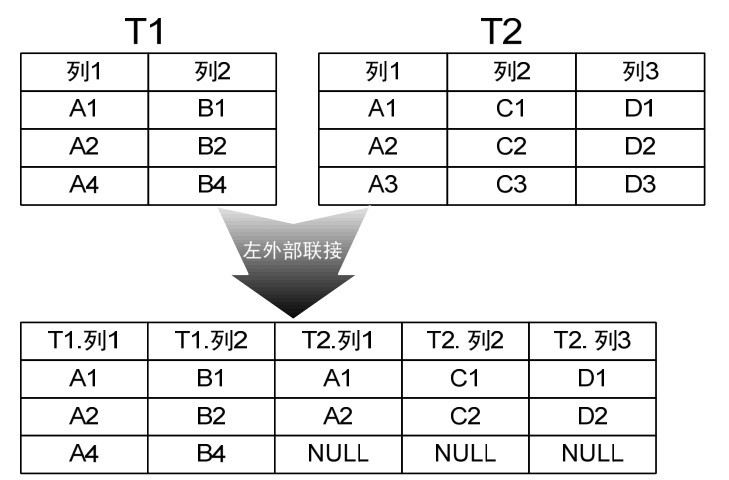 T1 T2
列1 列2 列1 列2 列3
A1 B1 A1 C1 D1
A2 B2 A2 C2 D2
A4 B4 A3 C3 D3
左外部联接
T1.列1 T1.列2 T2.列1 T2. 列2 T2. 列3
A1 B1 A1 C1 D1
A2 B2 A2 C2 D2
A4 B4 NULL NULL NULL